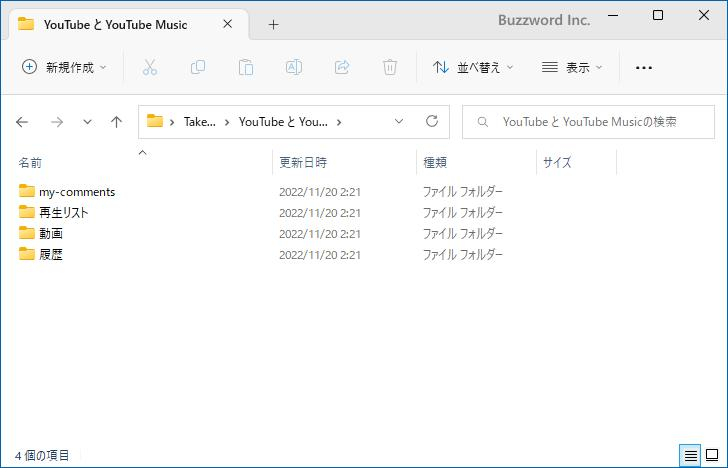 YouTube と YouTube Music
Buzzword Inc.
新規作成
並べ替え
表示
Take...
YouTube と You...
YouTube と YouTube Musicの検索
名前 更新日時 種類 サイズ
my-comments 2022/11/20 2:21 ファイル フォルダー
再生リスト 2022/11/20 2:21 ファイル フォルダー
動画 2022/11/20 2:21 ファイル フォルダー
履歴 2022/11/20 2:21 ファイル フォルダー
4 個の項目